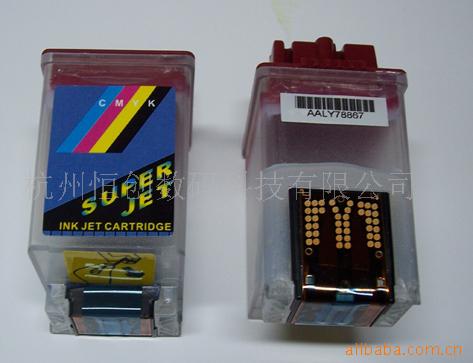 C M Y K
SUPER
JET
INK JET CARTRIDGE
AALY78867
杭州恒创数研科技有限公司
alibaba.com.cn